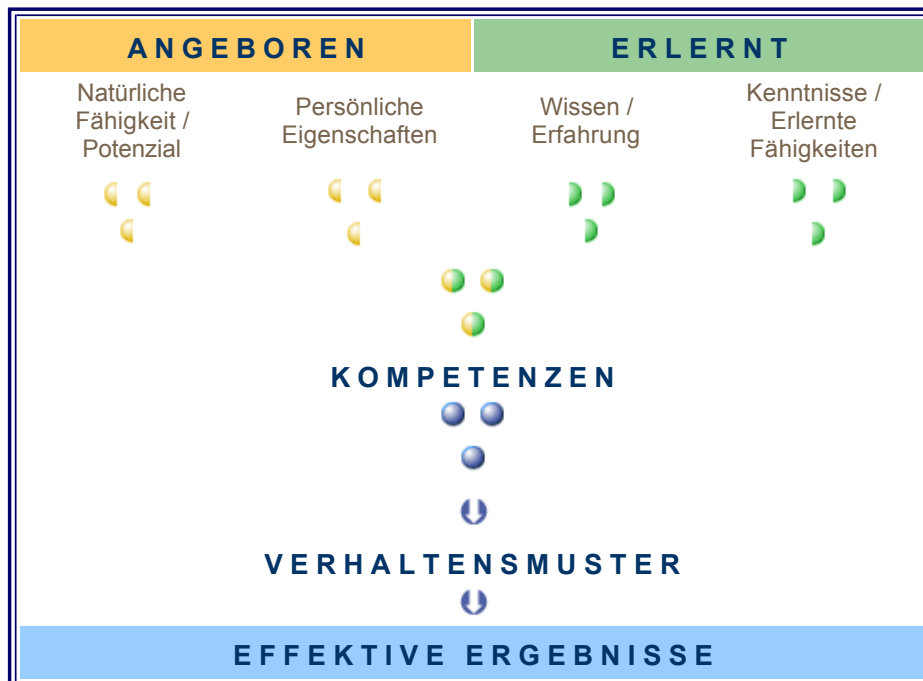 ANGEBOREN
ERLERNT
Natürliche
Fähigkeit /
Potenzial
Persönliche
Eigenschaften
Wissen /
Erfahrung
Kenntnisse /
Erlernte
Fähigkeiten
KOMPETENZEN
VERHALTENSMUSTER
EFFEKTIVE ERGEBNISSE